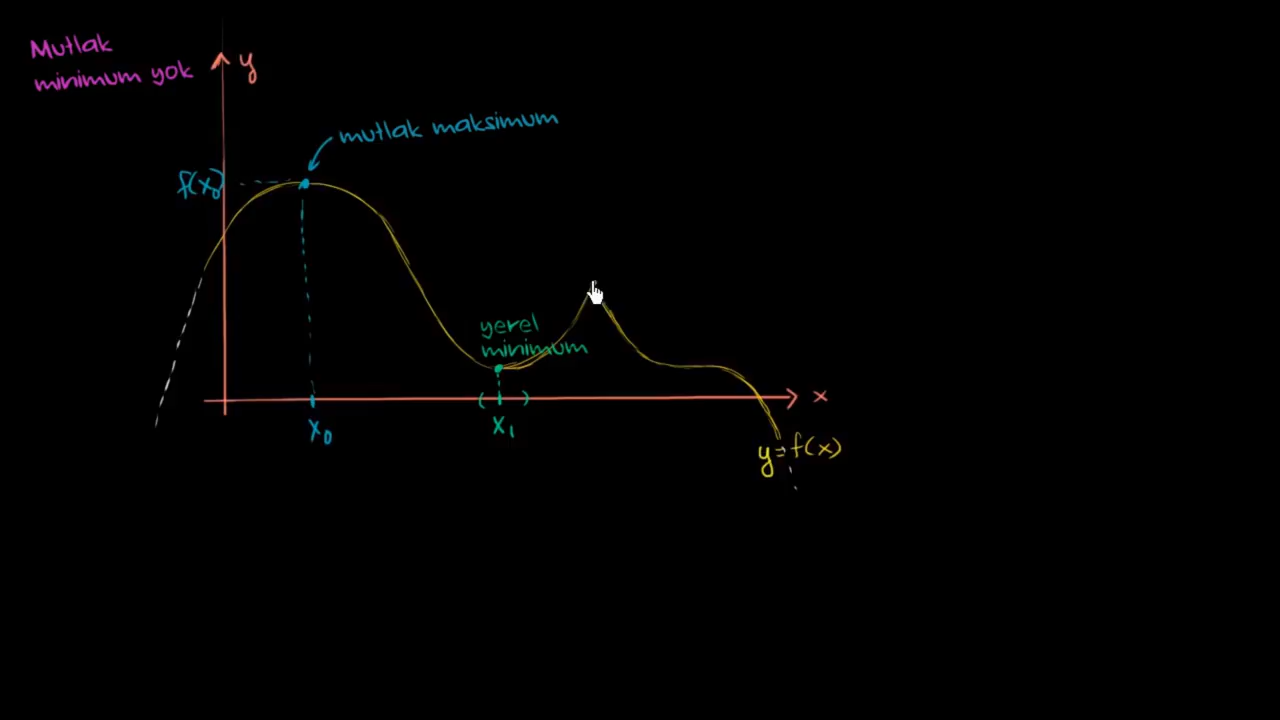 Mutlak
minimum yok
y
mutlak maksimum
f(x₀)
yerel
minimum
x
x₀
x₁
y=f(x)